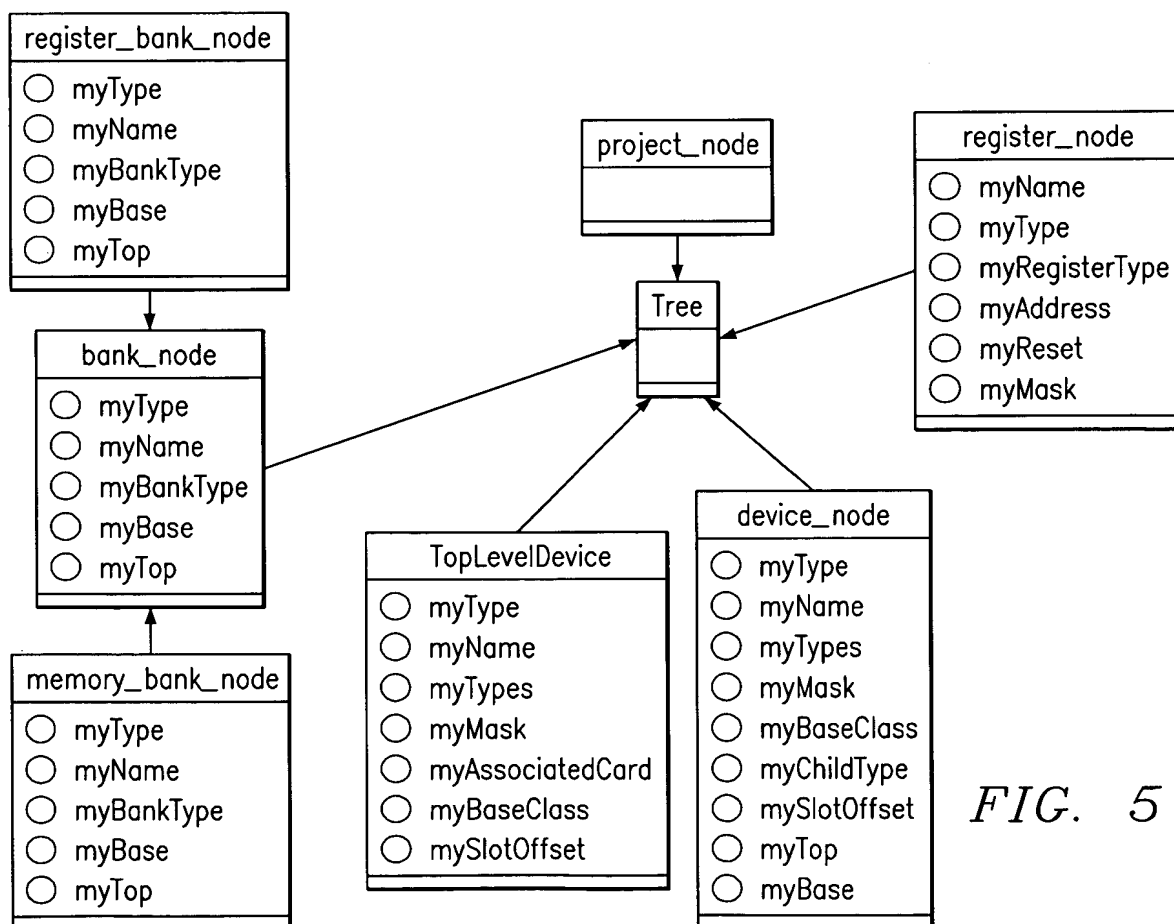 register_bank_node
myType
myName
myBankType
myBase
myTop
bank_node
myType
myName
myBankType
myBase
myTop
memory_bank_node
myType
myName
myBankType
myBase
myTop
project_node
Tree
register_node
myName
myType
myRegisterType
myAddress
myReset
myMask
TopLevelDevice
myType
myName
myTypes
myMask
myAssociatedCard
myBaseClass
mySlotOffset
device_node
myType
myName
myTypes
myMask
myBaseClass
myChildType
mySlotOffset
myTop
myBase
FIG. 5